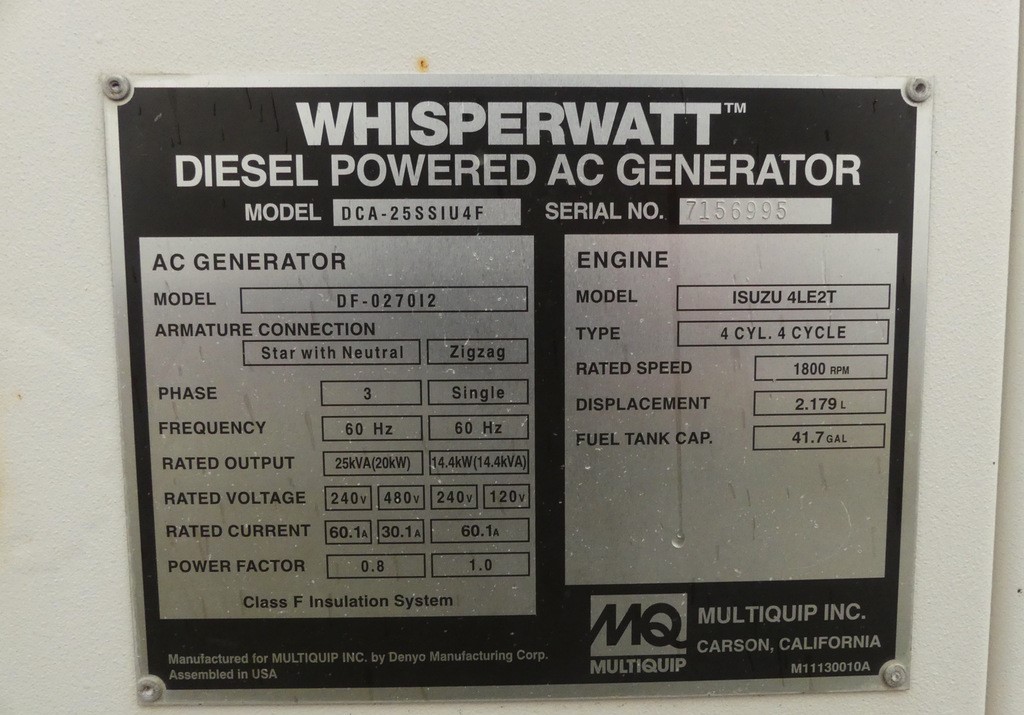 WHISPERWATT™
DIESEL POWERED AC GENERATOR
MODEL DCA-25SSIU4F SERIAL NO. 7156995
AC GENERATOR
MODEL DF-0270I2
ARMATURE CONNECTION
Star with Neutral Zigzag
PHASE 3 Single
FREQUENCY 60 Hz 60 Hz
RATED OUTPUT 25kVA(20kW) 14.4kW(14.4kVA)
RATED VOLTAGE 240V 480V 240V 120V
RATED CURRENT 60.1A 30.1A 60.1A
POWER FACTOR 0.8 1.0
Class F Insulation System
ENGINE
MODEL ISUZU 4LE2T
TYPE 4 CYL. 4 CYCLE
RATED SPEED 1800 RPM
DISPLACEMENT 2.179 L
FUEL TANK CAP. 41.7 GAL
Manufactured for MULTIQUIP INC. by Denyo Manufacturing Corp.
Assembled in USA
MQ
MULTIQUIP
MULTIQUIP INC.
CARSON, CALIFORNIA
M11130010A